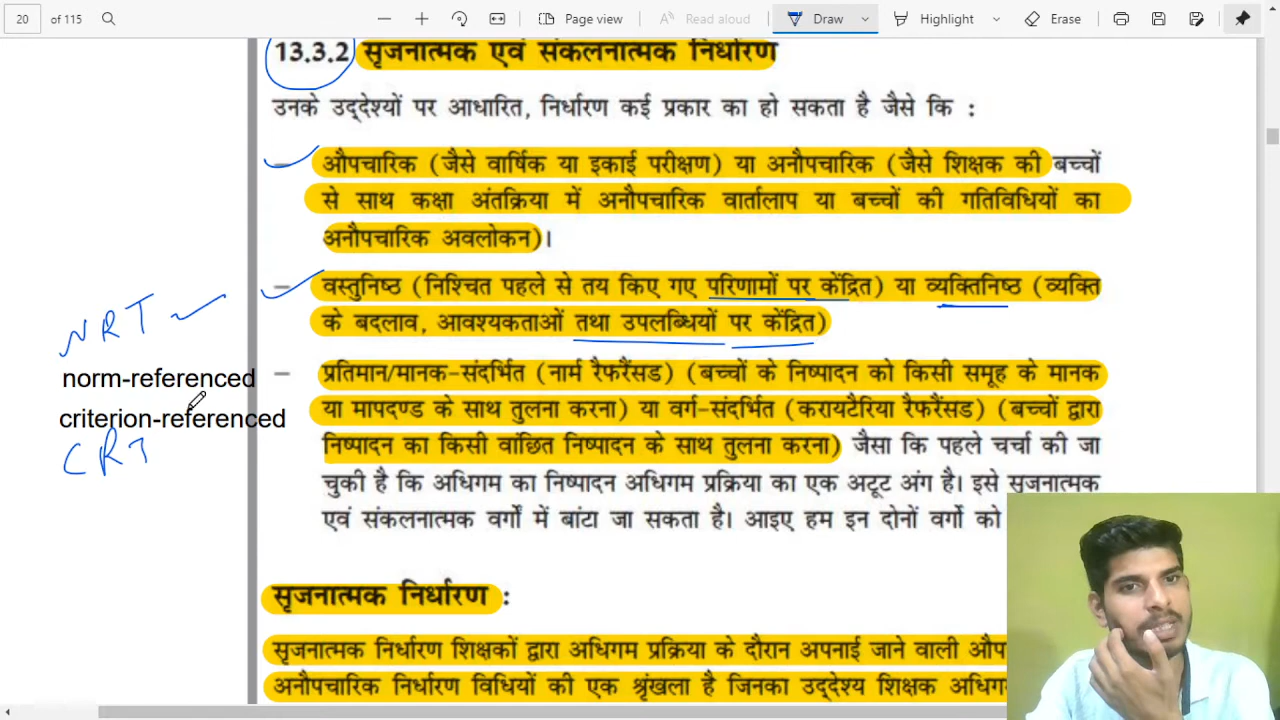 20 of 115 Page view Read aloud Draw Highlight Erase
13.3.2 सृजनात्मक एवं संकलनात्मक निर्धारण
उनके उद्देश्यों पर आधारित, निर्धारण कई प्रकार का हो सकता है जैसे कि :
– औपचारिक (जैसे वार्षिक या इकाई परीक्षण) या अनौपचारिक (जैसे शिक्षक की बच्चों
से साथ कक्षा अंतक्रिया में अनौपचारिक वार्तालाप या बच्चों की गतिविधियों का
अनौपचारिक अवलोकन)।
– वस्तुनिष्ठ (निश्चित पहले से तय किए गए परिणामों पर केंद्रित) या व्यक्तिनिष्ठ (व्यक्ति
के बदलाव, आवश्यकताओं तथा उपलब्धियों पर केंद्रित)
NRT
norm-referenced
criterion-referenced
CRT
– प्रतिमान/मानक-संदर्भित (नार्म रैफरैंसड) (बच्चों के निष्पादन को किसी समूह के मानक
या मापदण्ड के साथ तुलना करना) या वर्ग-संदर्भित (करायटैरिया रैफरैंसड) (बच्चों द्वारा
निष्पादन का किसी वांछित निष्पादन के साथ तुलना करना) जैसा कि पहले चर्चा की जा
चुकी है कि अधिगम का निष्पादन अधिगम प्रक्रिया का एक अटूट अंग है। इसे सृजनात्मक
एवं संकलनात्मक वर्गों में बांटा जा सकता है। आइए हम इन दोनों वर्गो को
सृजनात्मक निर्धारण :
सृजनात्मक निर्धारण शिक्षकों द्वारा अधिगम प्रक्रिया के दौरान अपनाई जाने वाली
अनौपचारिक निर्धारण विधियों की एक श्रृंखला है जिनका उद्देश्य शिक्षक